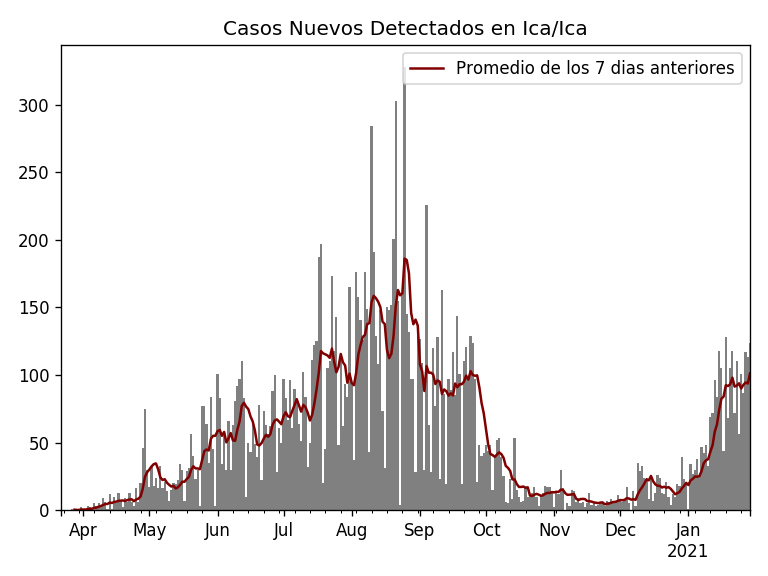 Casos Nuevos Detectados en Ica/Ica
Promedio de los 7 dias anteriores
300
250
200
150
100
50
0
Apr May Jun Jul Aug Sep Oct Nov Dec Jan
2021